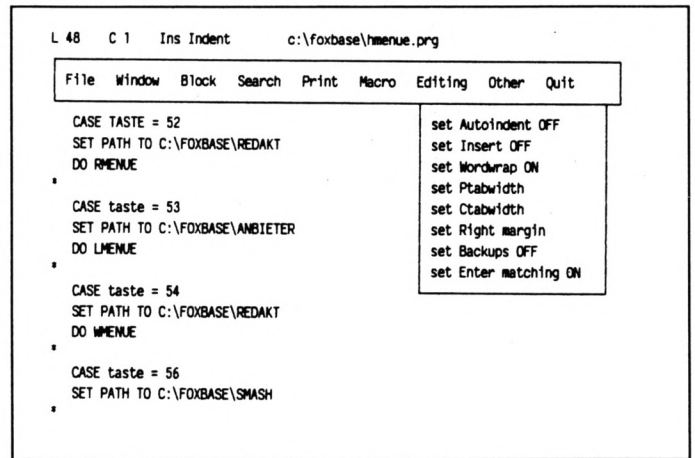 L 48 C 1 Ins Indent c:\foxbase\hmenue.prg
File Window Block Search Print Macro Editing Other Quit
CASE TASTE = 52
SET PATH TO C:\FOXBASE\REDAKT
DO RMENUE
*
CASE taste = 53
SET PATH TO C:\FOXBASE\ANBIETER
DO LMENUE
*
CASE taste = 54
SET PATH TO C:\FOXBASE\REDAKT
DO WMENUE
*
CASE taste = 56
SET PATH TO C:\FOXBASE\SMASH
*
set Autoindent OFF
set Insert OFF
set Wordwrap ON
set Ptabwidth
set Ctabwidth
set Right margin
set Backups OFF
set Enter matching ON